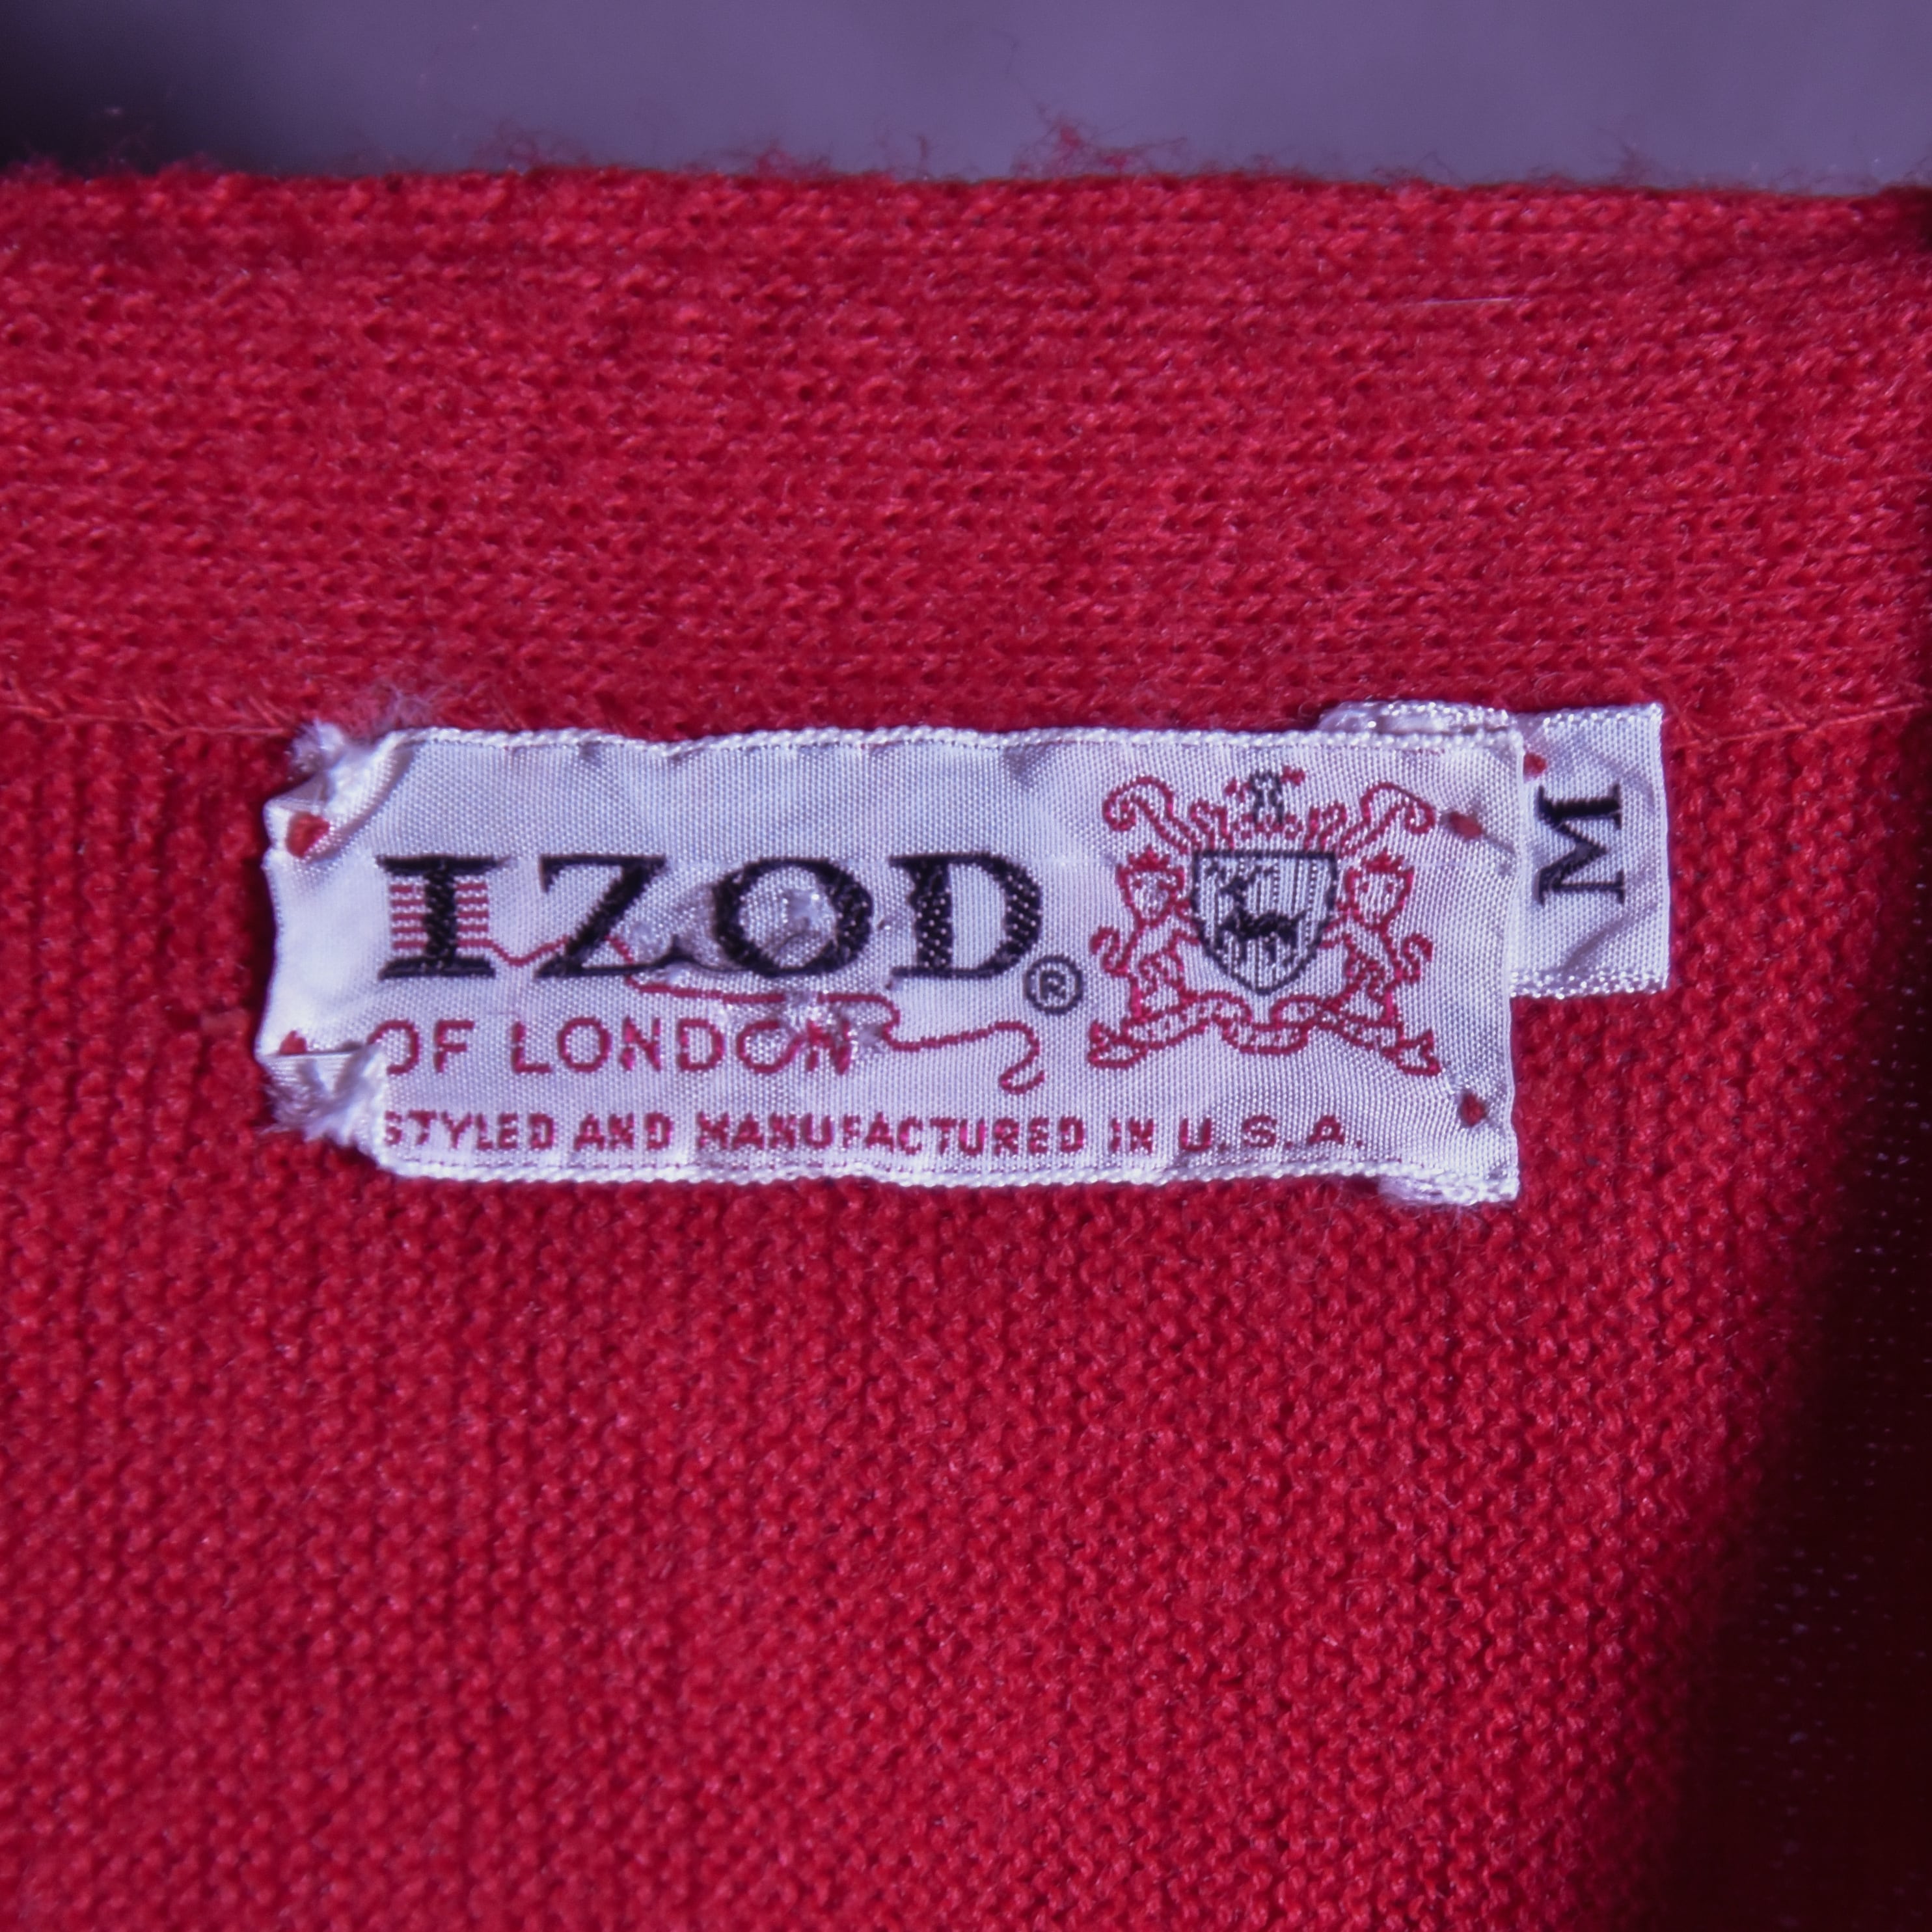 IZOD®
OF LONDON
STYLED AND MANUFACTURED IN U.S.A.
M